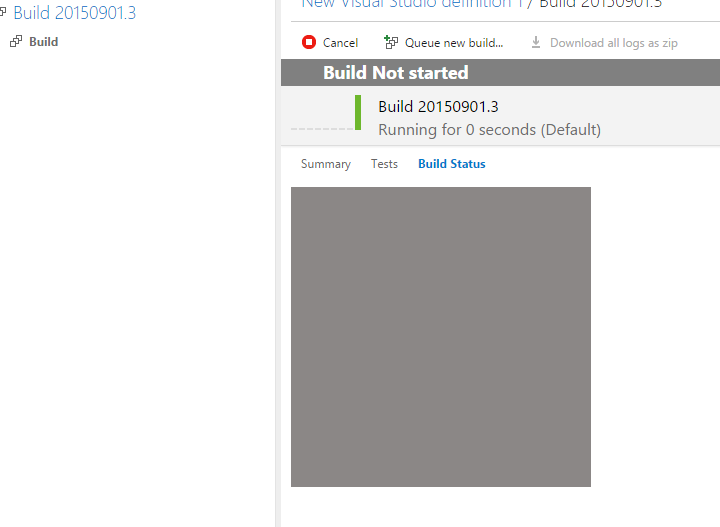 Build 20150901.3
Build
New Visual Studio definition 1 / Build 20150901.3
Cancel
Queue new build...
Download all logs as zip
Build Not started
Build 20150901.3
Running for 0 seconds (Default)
Summary
Tests
Build Status